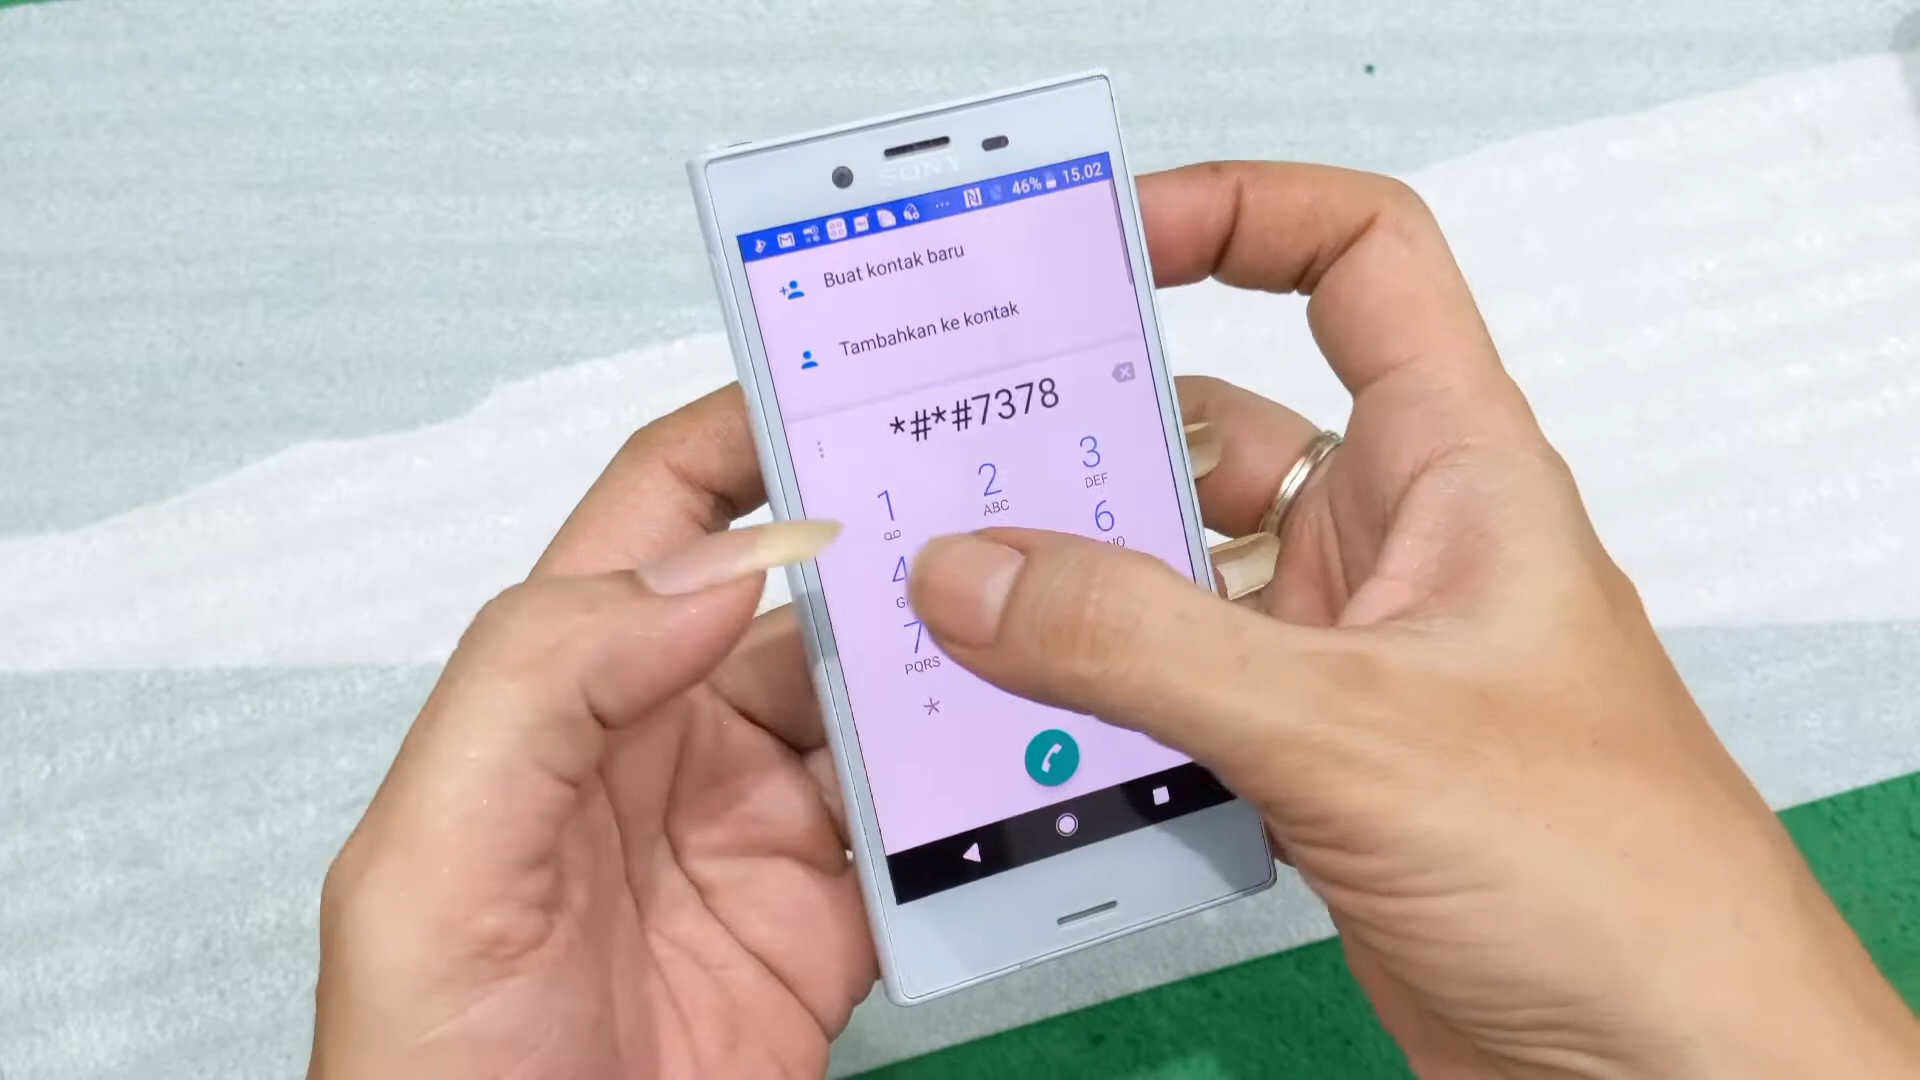 SONY
46% 15.02
Buat kontak baru
Tambahkan ke kontak
*#*#7378
1 2 3
ABC DEF
4 6
7
PQRS
*